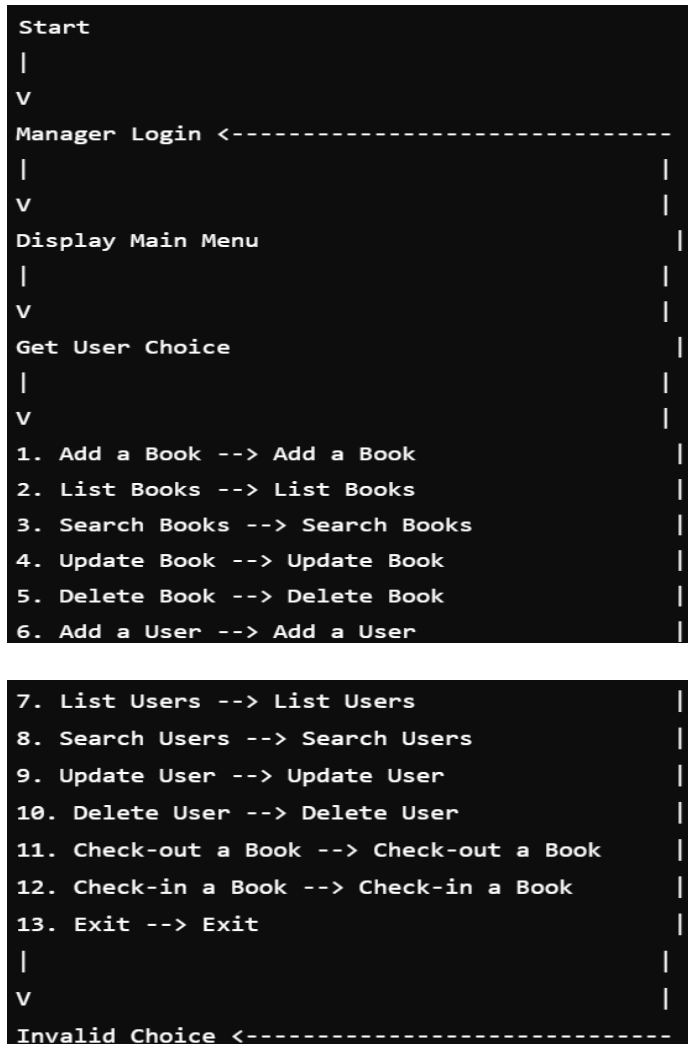 Start
|
v
Manager Login <-------------------------------
|                                             |
v                                             |
Display Main Menu                             |
|                                             |
v                                             |
Get User Choice                               |
|                                             |
v                                             |
1. Add a Book --> Add a Book                  |
2. List Books --> List Books                  |
3. Search Books --> Search Books              |
4. Update Book --> Update Book                |
5. Delete Book --> Delete Book                |
6. Add a User --> Add a User                  |
7. List Users --> List Users                  |
8. Search Users --> Search Users              |
9. Update User --> Update User                |
10. Delete User --> Delete User               |
11. Check-out a Book --> Check-out a Book     |
12. Check-in a Book --> Check-in a Book       |
13. Exit --> Exit                             |
|                                             |
v                                             |
Invalid Choice <------------------------------